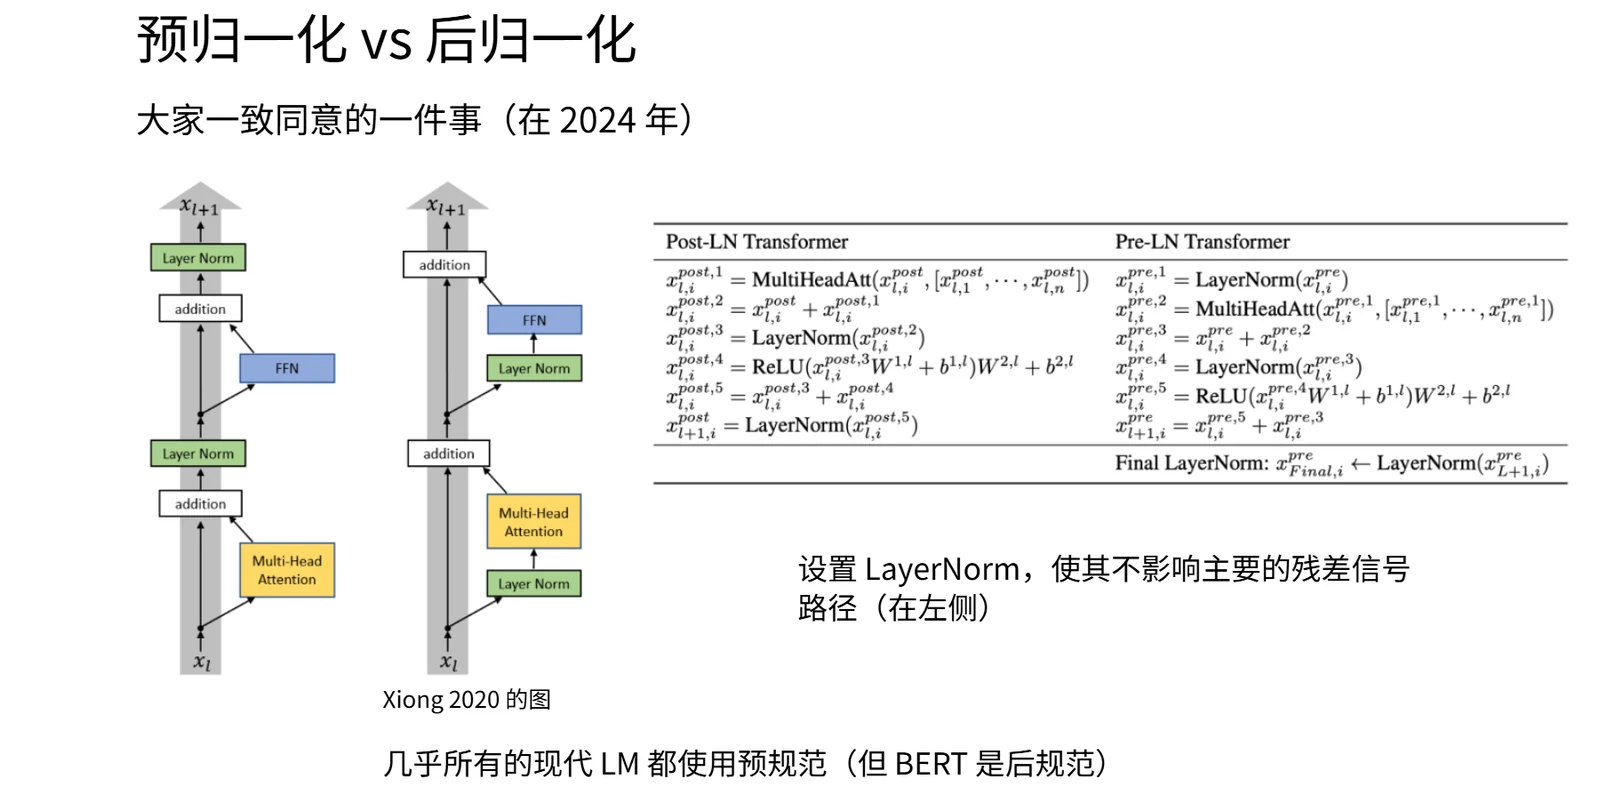 预归一化 vs 后归一化
大家一致同意的一件事（在 2024 年）
x_{l+1}
Layer Norm
addition
FFN
Layer Norm
addition
Multi-Head
Attention
x_l
x_{l+1}
addition
FFN
Layer Norm
addition
Multi-Head
Attention
Layer Norm
x_l
Xiong 2020 的图
Post-LN Transformer
x_{l,i}^{post,1} = MultiHeadAtt(x_{l,i}^{post}, [x_{l,1}^{post}, ⋯, x_{l,n}^{post}])
x_{l,i}^{post,2} = x_{l,i}^{post} + x_{l,i}^{post,1}
x_{l,i}^{post,3} = LayerNorm(x_{l,i}^{post,2})
x_{l,i}^{post,4} = ReLU(x_{l,i}^{post,3}W^{1,l} + b^{1,l})W^{2,l} + b^{2,l}
x_{l,i}^{post,5} = x_{l,i}^{post,3} + x_{l,i}^{post,4}
x_{l+1,i}^{post} = LayerNorm(x_{l,i}^{post,5})
Pre-LN Transformer
x_{l,i}^{pre,1} = LayerNorm(x_{l,i}^{pre})
x_{l,i}^{pre,2} = MultiHeadAtt(x_{l,i}^{pre,1}, [x_{l,1}^{pre,1}, ⋯, x_{l,n}^{pre,1}])
x_{l,i}^{pre,3} = x_{l,i}^{pre} + x_{l,i}^{pre,2}
x_{l,i}^{pre,4} = LayerNorm(x_{l,i}^{pre,3})
x_{l,i}^{pre,5} = ReLU(x_{l,i}^{pre,4}W^{1,l} + b^{1,l})W^{2,l} + b^{2,l}
x_{l+1,i}^{pre} = x_{l,i}^{pre,5} + x_{l,i}^{pre,3}
Final LayerNorm: x_{Final,i}^{pre} ← LayerNorm(x_{L+1,i}^{pre})
设置 LayerNorm，使其不影响主要的残差信号
路径（在左侧）
几乎所有的现代 LM 都使用预规范（但 BERT 是后规范）